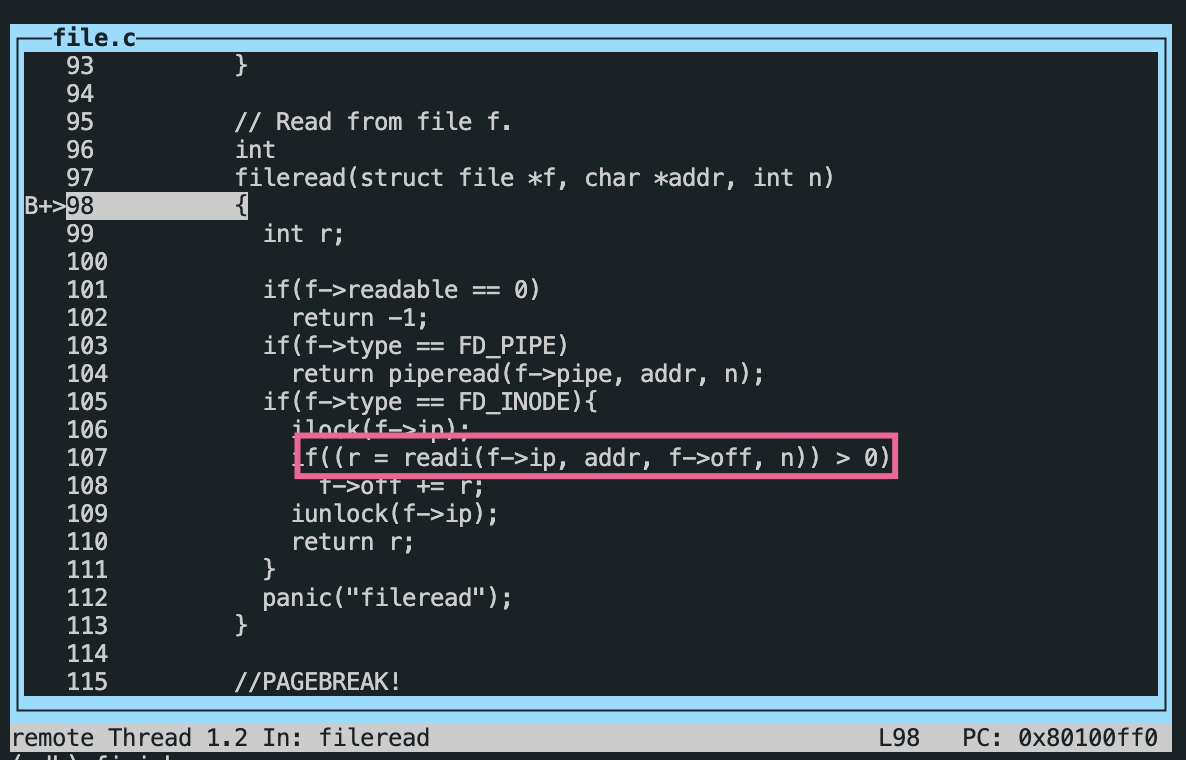 file.c
93 }
94
95 // Read from file f.
96 int
97 fileread(struct file *f, char *addr, int n)
B+>98 {
99 int r;
100
101 if(f->readable == 0)
102 return -1;
103 if(f->type == FD_PIPE)
104 return piperead(f->pipe, addr, n);
105 if(f->type == FD_INODE){
106 ilock(f->ip);
107 if((r = readi(f->ip, addr, f->off, n)) > 0)
108 f->off += r;
109 iunlock(f->ip);
110 return r;
111 }
112 panic("fileread");
113 }
114
115 //PAGEBREAK!
remote Thread 1.2 In: fileread L98 PC: 0x80100ff0